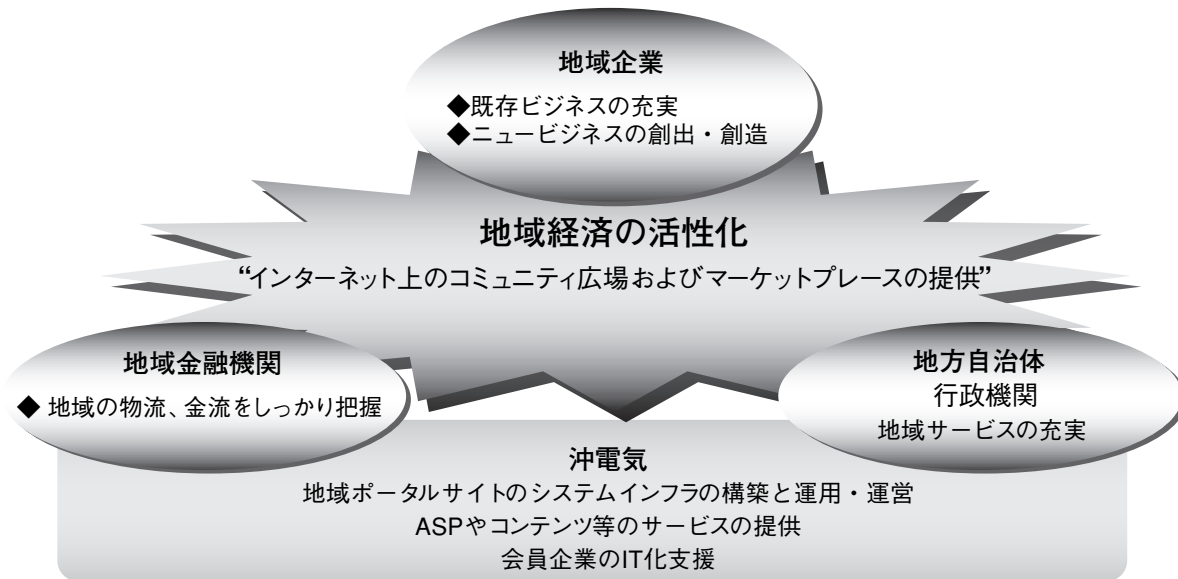 地域企業
◆既存ビジネスの充実
◆ニュービジネスの創出・創造
地域経済の活性化
“インターネット上のコミュニティ広場およびマーケットプレースの提供”
地域金融機関
◆ 地域の物流、金流をしっかり把握
地方自治体
行政機関
地域サービスの充実
沖電気
地域ポータルサイトのシステムインフラの構築と運用・運営
ASPやコンテンツ等のサービスの提供
会員企業のIT化支援